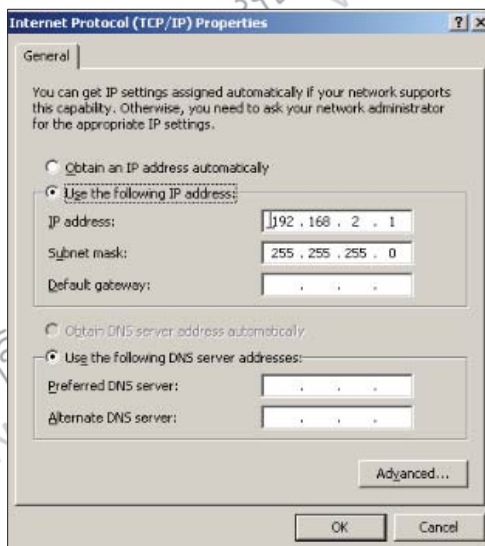 Internet Protocol (TCP/IP) Properties
General
You can get IP settings assigned automatically if your network supports
this capability. Otherwise, you need to ask your network administrator
for the appropriate IP settings.
Obtain an IP address automatically
Use the following IP address:
IP address: 192 . 168 . 2 . 1
Subnet mask: 255 . 255 . 255 . 0
Default gateway: . . .
Obtain DNS server address automatically
Use the following DNS server addresses:
Preferred DNS server: . . .
Alternate DNS server: . . .
Advanced...
OK Cancel